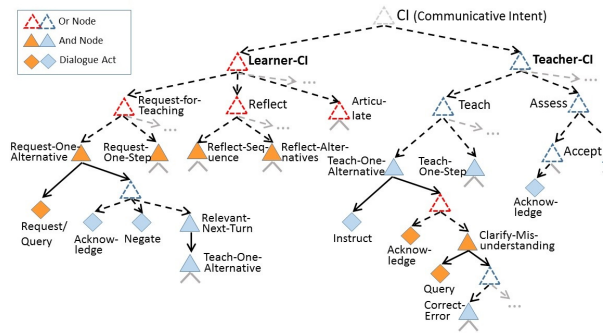 CI (Communicative Intent)
Or Node
And Node
Dialogue Act
Learner-CI
Teacher-CI
...
...
Request-for-
Teaching
Reflect
Articu-
late
Teach
Assess
...
...
...
...
Request-One-
Alternative
Request-
One-Step
Reflect-Seq-
uence
Reflect-Alter-
natives
Teach-One-
Alternative
Teach-
One-Step
Accept
Request/
Query
Acknow-
ledge
Negate
Relevant-
Next-Turn
Teach-One-
Alternative
Instruct
Acknow-
ledge
Clarify-Mis-
understanding
Acknow-
ledge
Query
Correct-
Error
...